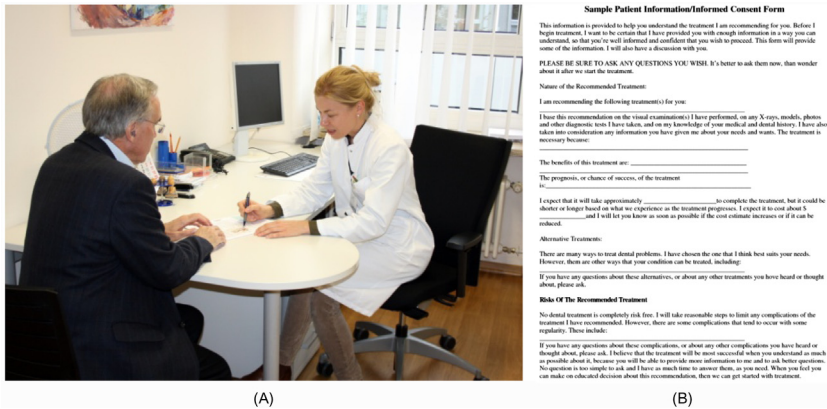 Sample Patient Information/Informed Consent Form
This information is provided to help you understand the treatment I am recommending for you. Before I
begin treatment, I want to be certain that I have provided you with enough information in a way you can
understand, so that you're well informed and confident that you wish to proceed. This form will provide
some of the information. I will also have a discussion with you.
PLEASE BE SURE TO ASK ANY QUESTIONS YOU WISH. It's better to ask them now, than wonder
about it after we start the treatment.
Nature of the Recommended Treatment:
I am recommending the following treatment(s) for you:
I base this recommendation on the visual examination(s) I have performed, on any X-rays, models, photos
and other diagnostic tests I have taken, and on my knowledge of your medical and dental history. I have also
taken into consideration any information you have given me about your needs and wants. The treatment is
necessary because:
The benefits of this treatment are:
The prognosis, or chance of success, of the treatment
is:
I expect that it will take approximately ____________to complete the treatment, but it could be
shorter or longer based on what we experience as the treatment progresses. I expect it to cost about $
____________and I will let you know as soon as possible if the cost estimate increases or if it can be
reduced.
Alternative Treatments:
There are many ways to treat dental problems. I have chosen the one that I think best suits your needs.
However, them are other ways that your condition can be treated, including:
If you have any questions about these alternatives, or about any other treatments you hove heard or thought
about, please ask.
Risks Of The Recommended Treatment
No dental treatment is completely risk free. I will take reasonable steps to limit any complications of the
treatment I have recommended. However, there are some complications that tend to occur with some
regularity. These include:
If you have any questions about these complications, or about any other complications you have heard or
thought about, please ask. I believe that the treatment will be most successful when you understand as much
as possible about it, because you will be able to provide more information to me and to ask better questions.
No question is too simple to ask and I have as much time to answer them, as you need. When you feel you
can make on educated decision about this recommendation, then we can get started with treatment.
(A)
(B)